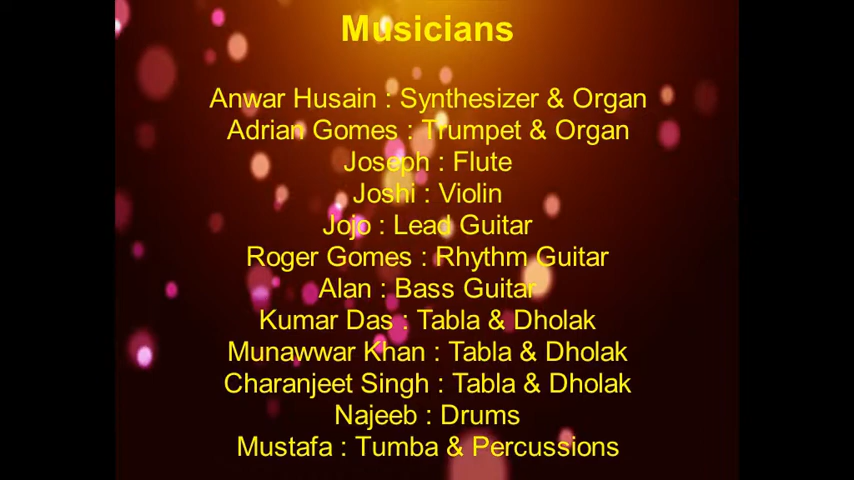 Musicians
Anwar Husain : Synthesizer & Organ
Adrian Gomes : Trumpet & Organ
Joseph : Flute
Joshi : Violin
Jojo : Lead Guitar
Roger Gomes : Rhythm Guitar
Alan : Bass Guitar
Kumar Das : Tabla & Dholak
Munawwar Khan : Tabla & Dholak
Charanjeet Singh : Tabla & Dholak
Najeeb : Drums
Mustafa : Tumba & Percussions